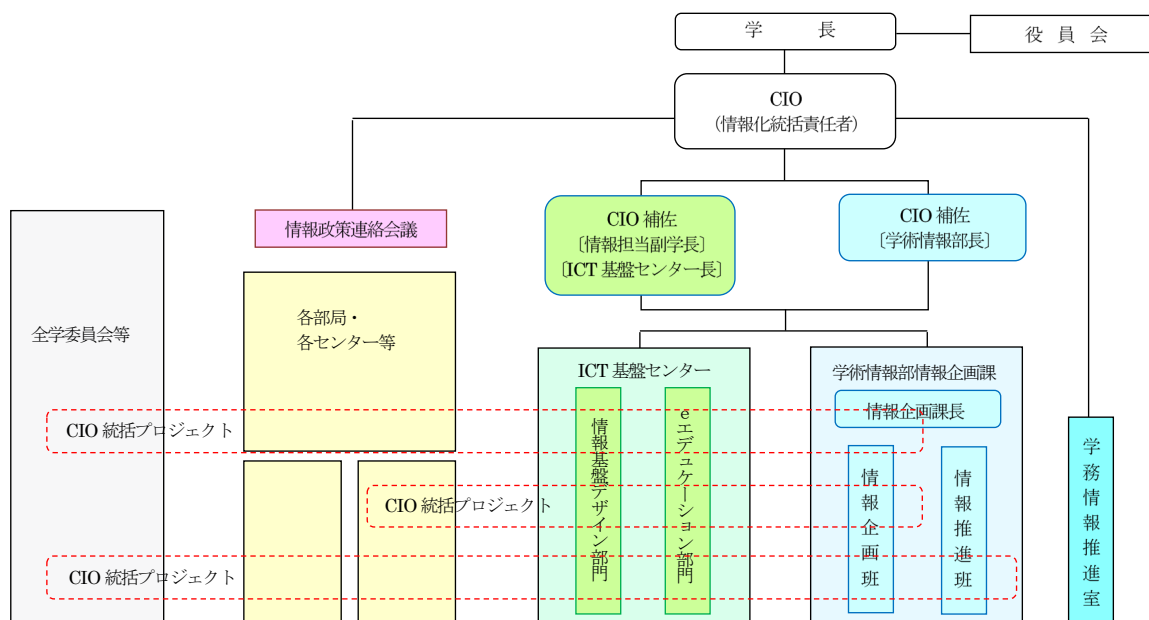 学　　　長
役　員　会
CIO
（情報化統括責任者）
情報政策連絡会議
CIO 補佐
〔情報担当副学長〕
〔ICT 基盤センター長〕
CIO 補佐
〔学術情報部長〕
全学委員会等
各部局・
各センター等
ICT 基盤センター
学術情報部情報企画課
情報企画課長
CIO 統括プロジェクト
CIO 統括プロジェクト
CIO 統括プロジェクト
情報基盤デザイン部門
eエデュケーション部門
情報企画班
情報推進班
学務情報推進室